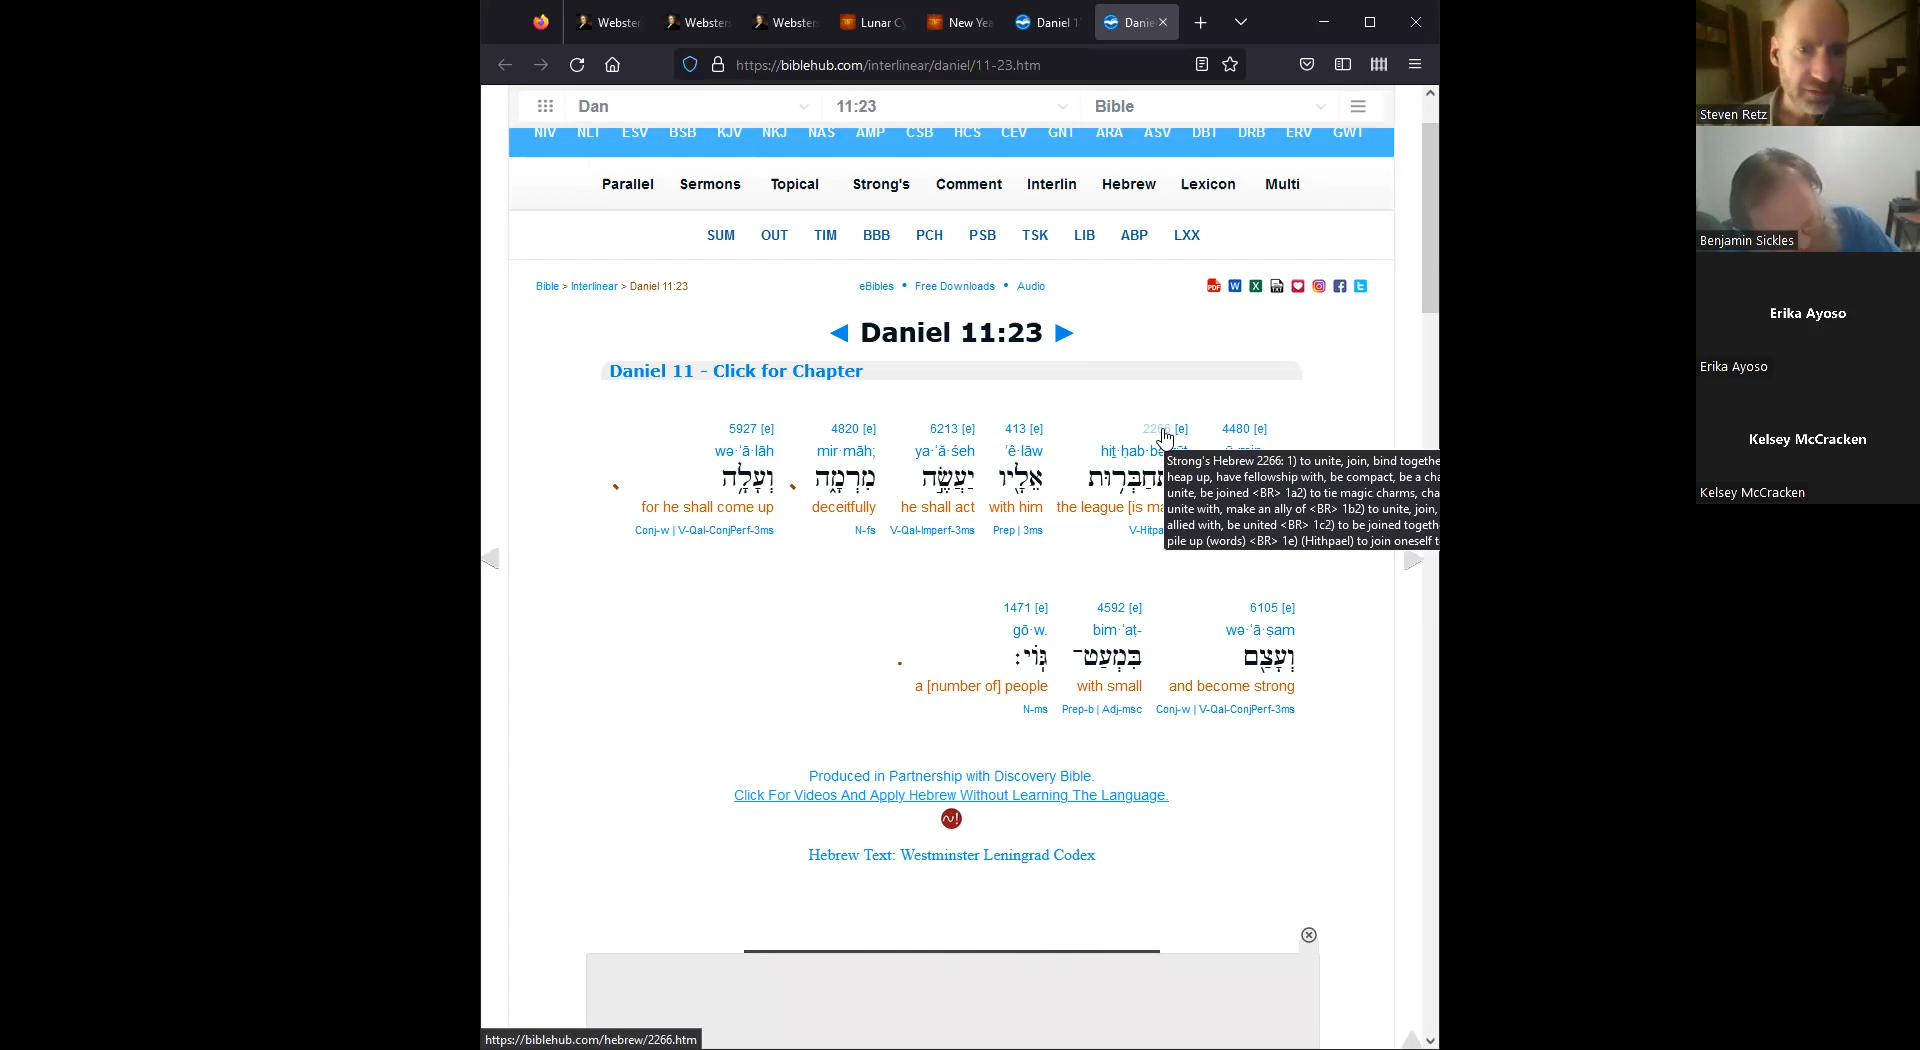 Webster
Websters
Websters
Lunar Cy
New Yea
Daniel 1
Danie
https://biblehub.com/interlinear/daniel/11-23.htm
Dan 11:23 Bible
NIV NLT ESV BSB KJV NKJ NAS AMP CSB HCS CEV GNT ARA ASV DBT DRB ERV GWT
Parallel Sermons Topical Strong's Comment Interlin Hebrew Lexicon Multi
SUM OUT TIM BBB PCH PSB TSK LIB ABP LXX
Bible > Interlinear > Daniel 11:23
eBibles • Free Downloads • Audio
◄ Daniel 11:23 ►
Daniel 11 - Click for Chapter
5927 [e] 4820 [e] 6213 [e] 413 [e] 2266 [e] 4480 [e]
wə·‘ā·lāh mir·māh; ya·‘ă·śeh ’ê·lāw
וְעָלָ֥ה מִרְמָ֑ה יַעֲשֶׂ֣ה אֵלָ֖יו
for he shall come up deceitfully he shall act with him the league [is ma
Conj-w | V-Qal-ConjPerf-3ms N-fs V-Qal-Imperf-3ms Prep | 3ms V-Hitpa
Strong's Hebrew 2266: 1) to unite, join, bind togethe
heap up, have fellowship with, be compact, be a cha
unite, be joined <BR> 1a2) to tie magic charms, cha
unite with, make an ally of <BR> 1b2) to unite, join,
allied with, be united <BR> 1c2) to be joined togeth
pile up (words) <BR> 1e) (Hithpael) to join oneself t
1471 [e] 4592 [e] 6105 [e]
gō·w. bim·‘aṭ- wə·‘ā·ṣam
גּֽוֹי׃ בִּמְעַט־ וְעָצַ֖ם
a [number of] people with small and become strong
N-ms Prep-b | Adj-msc Conj-w | V-Qal-ConjPerf-3ms
Produced in Partnership with Discovery Bible.
Click For Videos And Apply Hebrew Without Learning The Language.
Hebrew Text: Westminster Leningrad Codex
https://biblehub.com/hebrew/2266.htm
Steven Retz
Benjamin Sickles
Erika Ayoso
Erika Ayoso
Kelsey McCracken
Kelsey McCracken